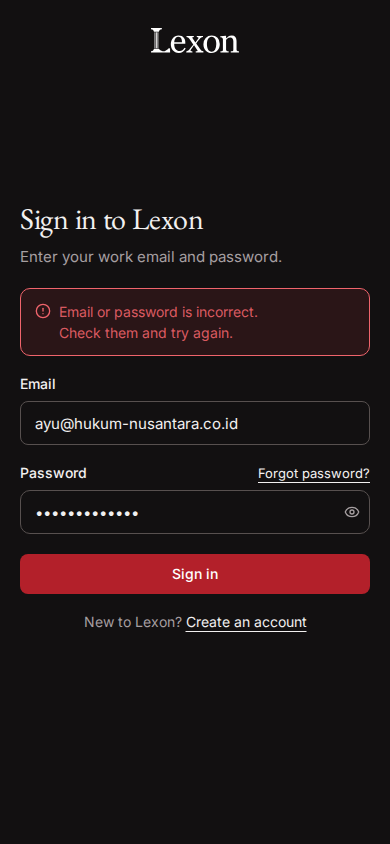 Lexon
Sign in to Lexon
Enter your work email and password.
Email or password is incorrect.
Check them and try again.
Email
ayu@hukum-nusantara.co.id
Password
Forgot password?
•••••••••••••
Sign in
New to Lexon? Create an account